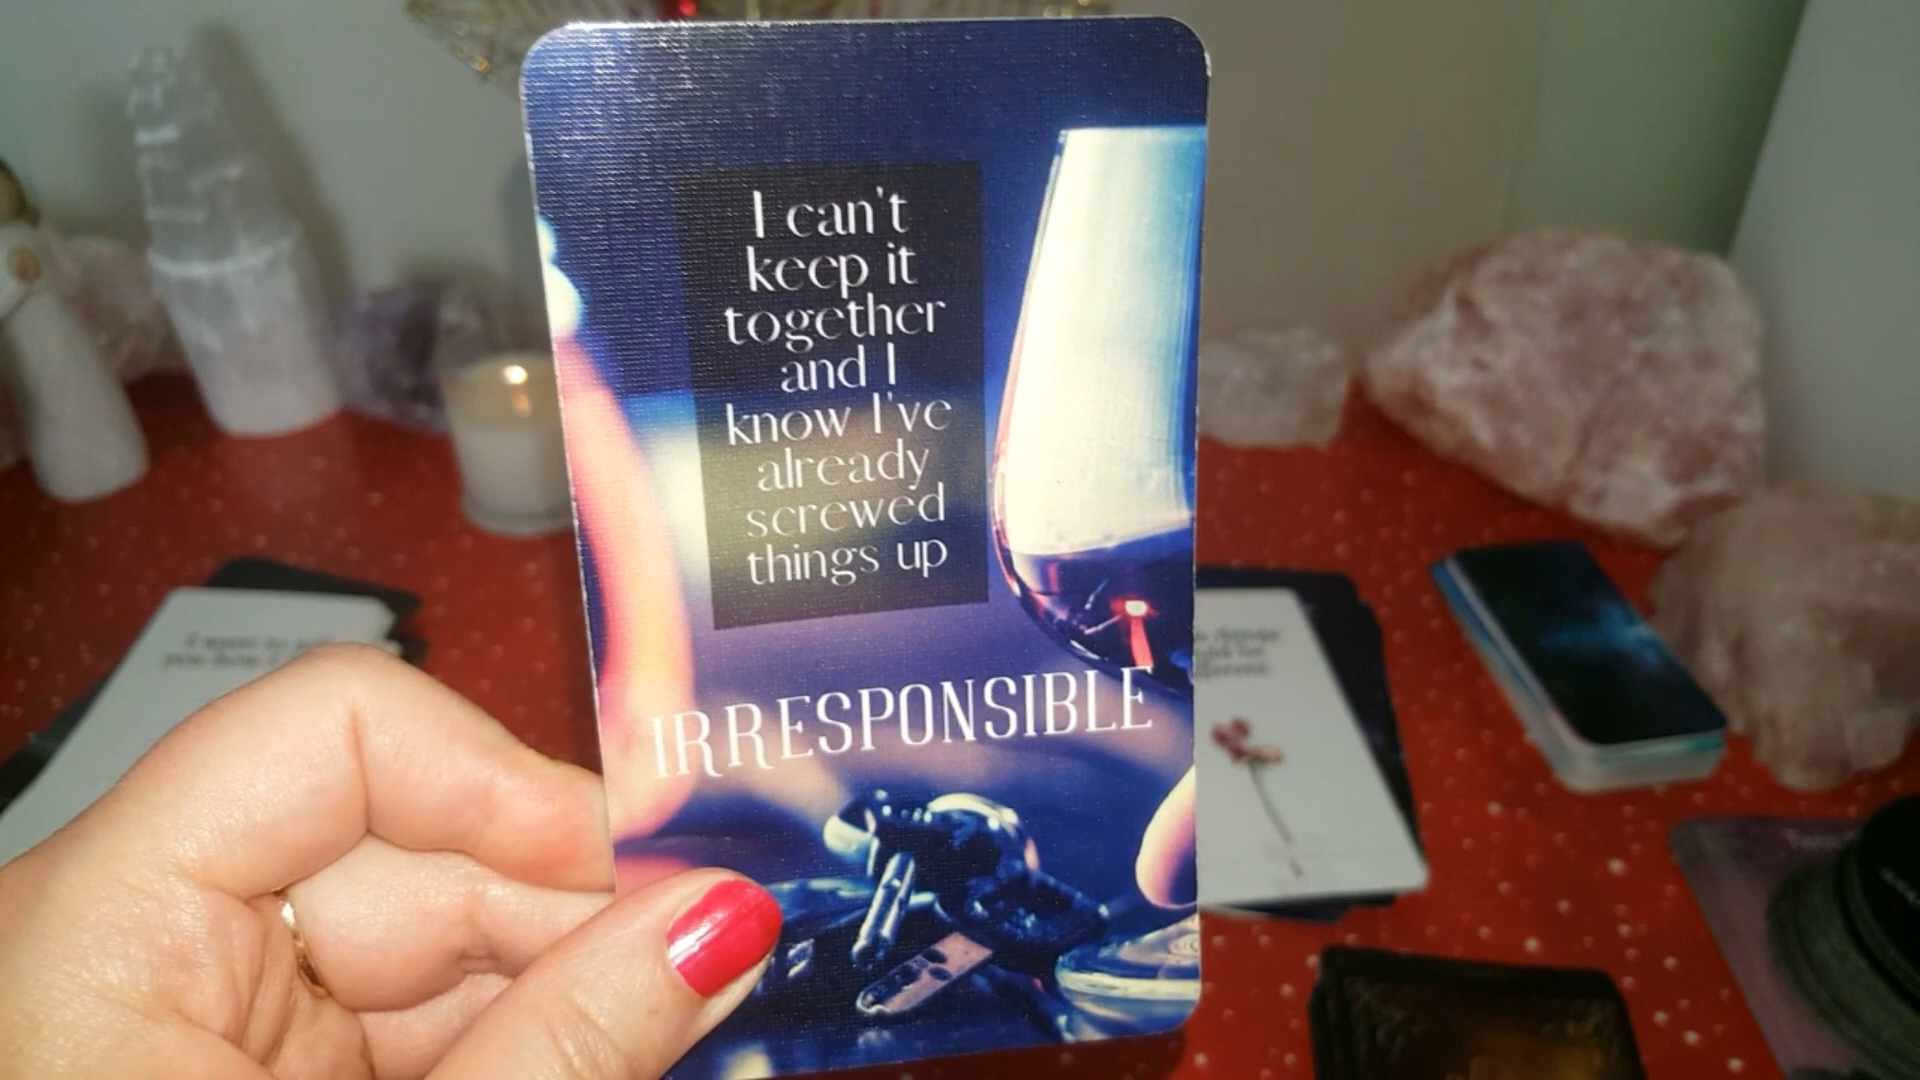 I can't
keep it
together
and I
know I've
already
screwed
things up
IRRESPONSIBLE